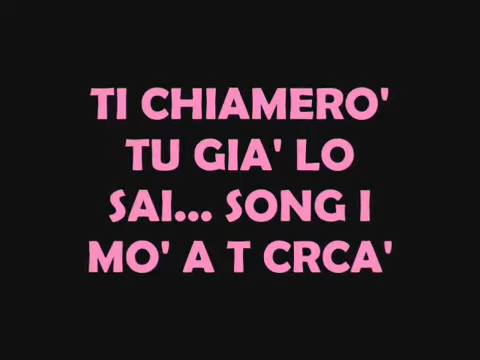 TI CHIAMERO'
TU GIA' LO
SAI... SONG I
MO' A T CRCA'